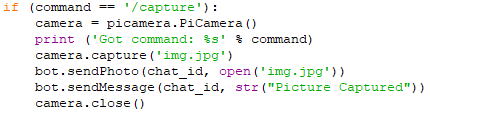 if (command == '/capture'):
    camera = picamera.PiCamera()
    print ('Got command: %s' % command)
    camera.capture('img.jpg')
    bot.sendPhoto(chat_id, open('img.jpg'))
    bot.sendMessage(chat_id, str("Picture Captured"))
    camera.close()